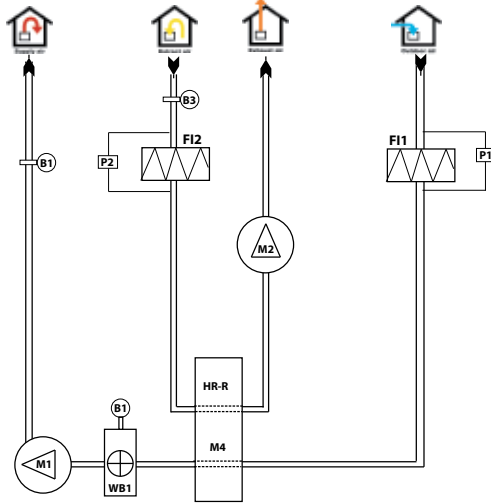 Supply air
Extract air
Exhaust air
Outdoor air
B3
FI2
FI1
B1
P2
P1
M2
HR-R
B1
M4
M1
WB1